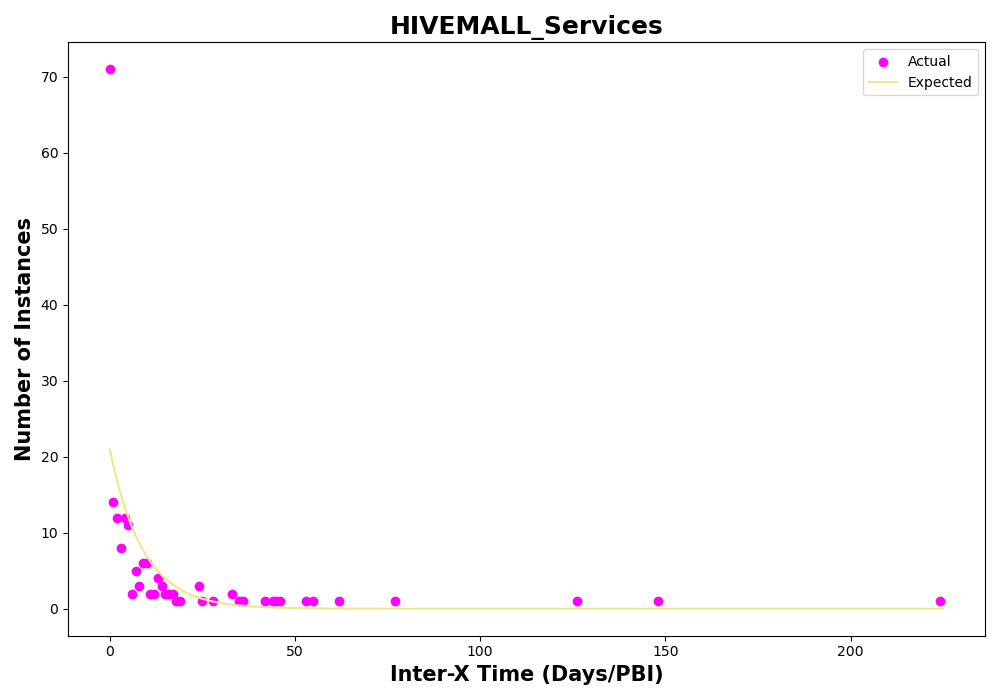 HIVEMALL_Services
Actual
Expected
70
60
50
40
30
20
10
0
Number of Instances
0 50 100 150 200
Inter-X Time (Days/PBI)